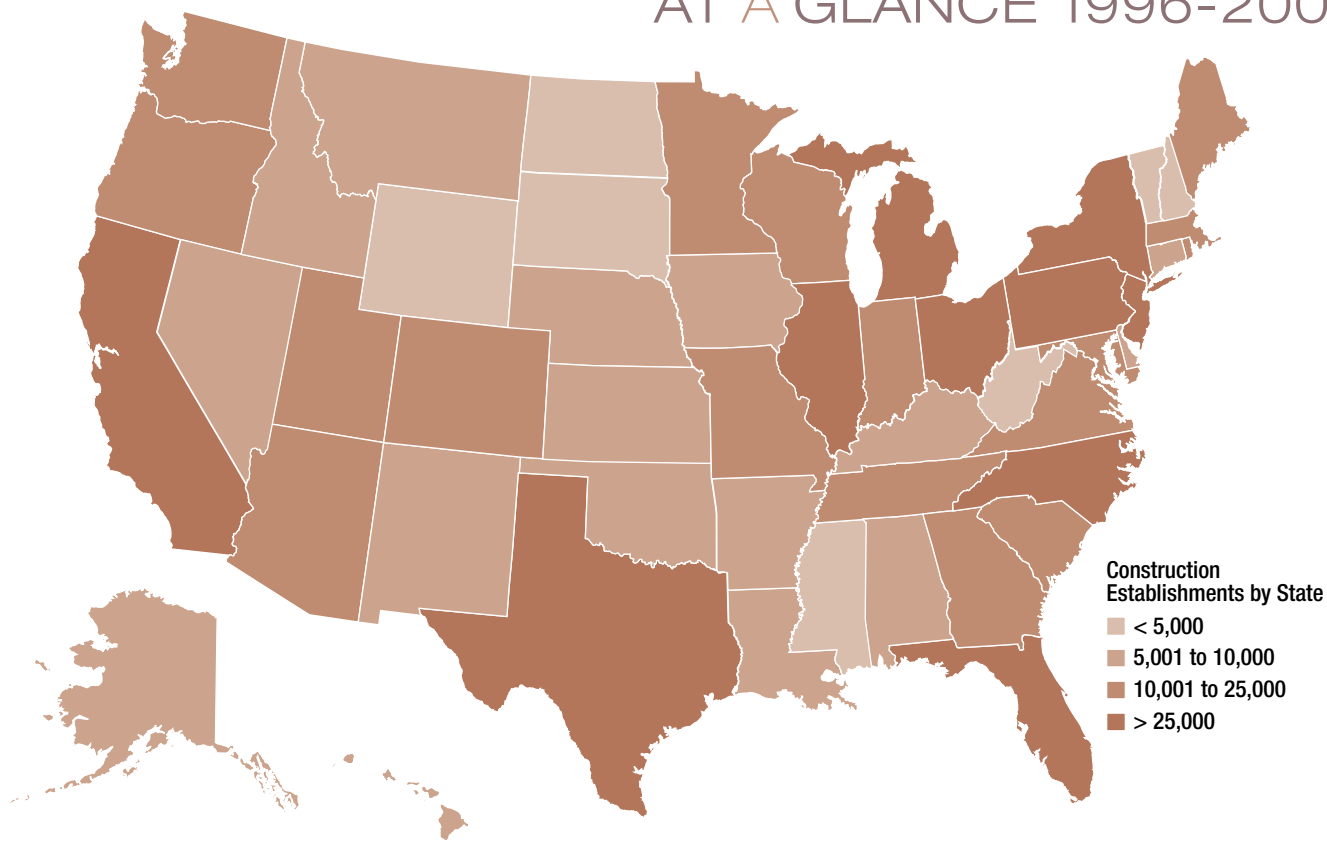 AT A GLANCE 1996-200
Construction
Establishments by State
< 5,000
5,001 to 10,000
10,001 to 25,000
> 25,000